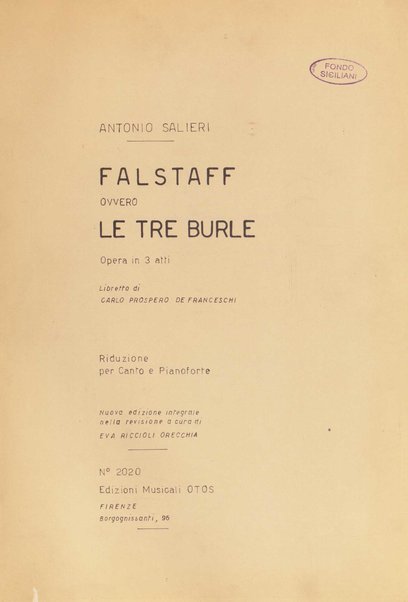 FONDO
SICILIANI
ANTONIO SALIERI
FALSTAFF
OVVERO
LE TRE BURLE
Opera in 3 atti
Libretto di
CARLO PROSPERO DE FRANCESCHI
Riduzione
per Canto e Pianoforte
Nuova edizione integrale
nella revisione a cura di
EVA RICCIOLI ORECCHIA
N° 2020
Edizioni Musicali OTOS
FIRENZE
Borgognissanti, 96